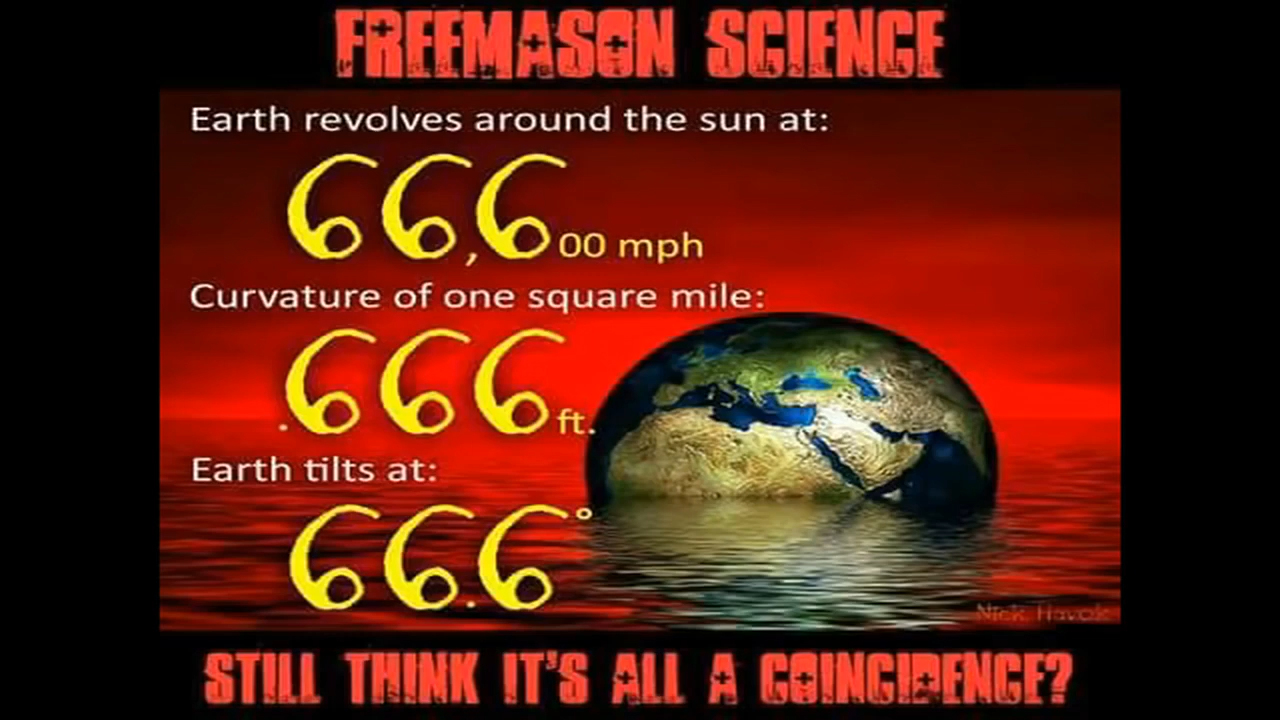 FREEMASON SCIENCE
Earth revolves around the sun at:
66,600 mph
Curvature of one square mile:
.666 ft.
Earth tilts at:
66.6°
Nick Havok
STILL THINK IT'S ALL A COINCIDENCE?